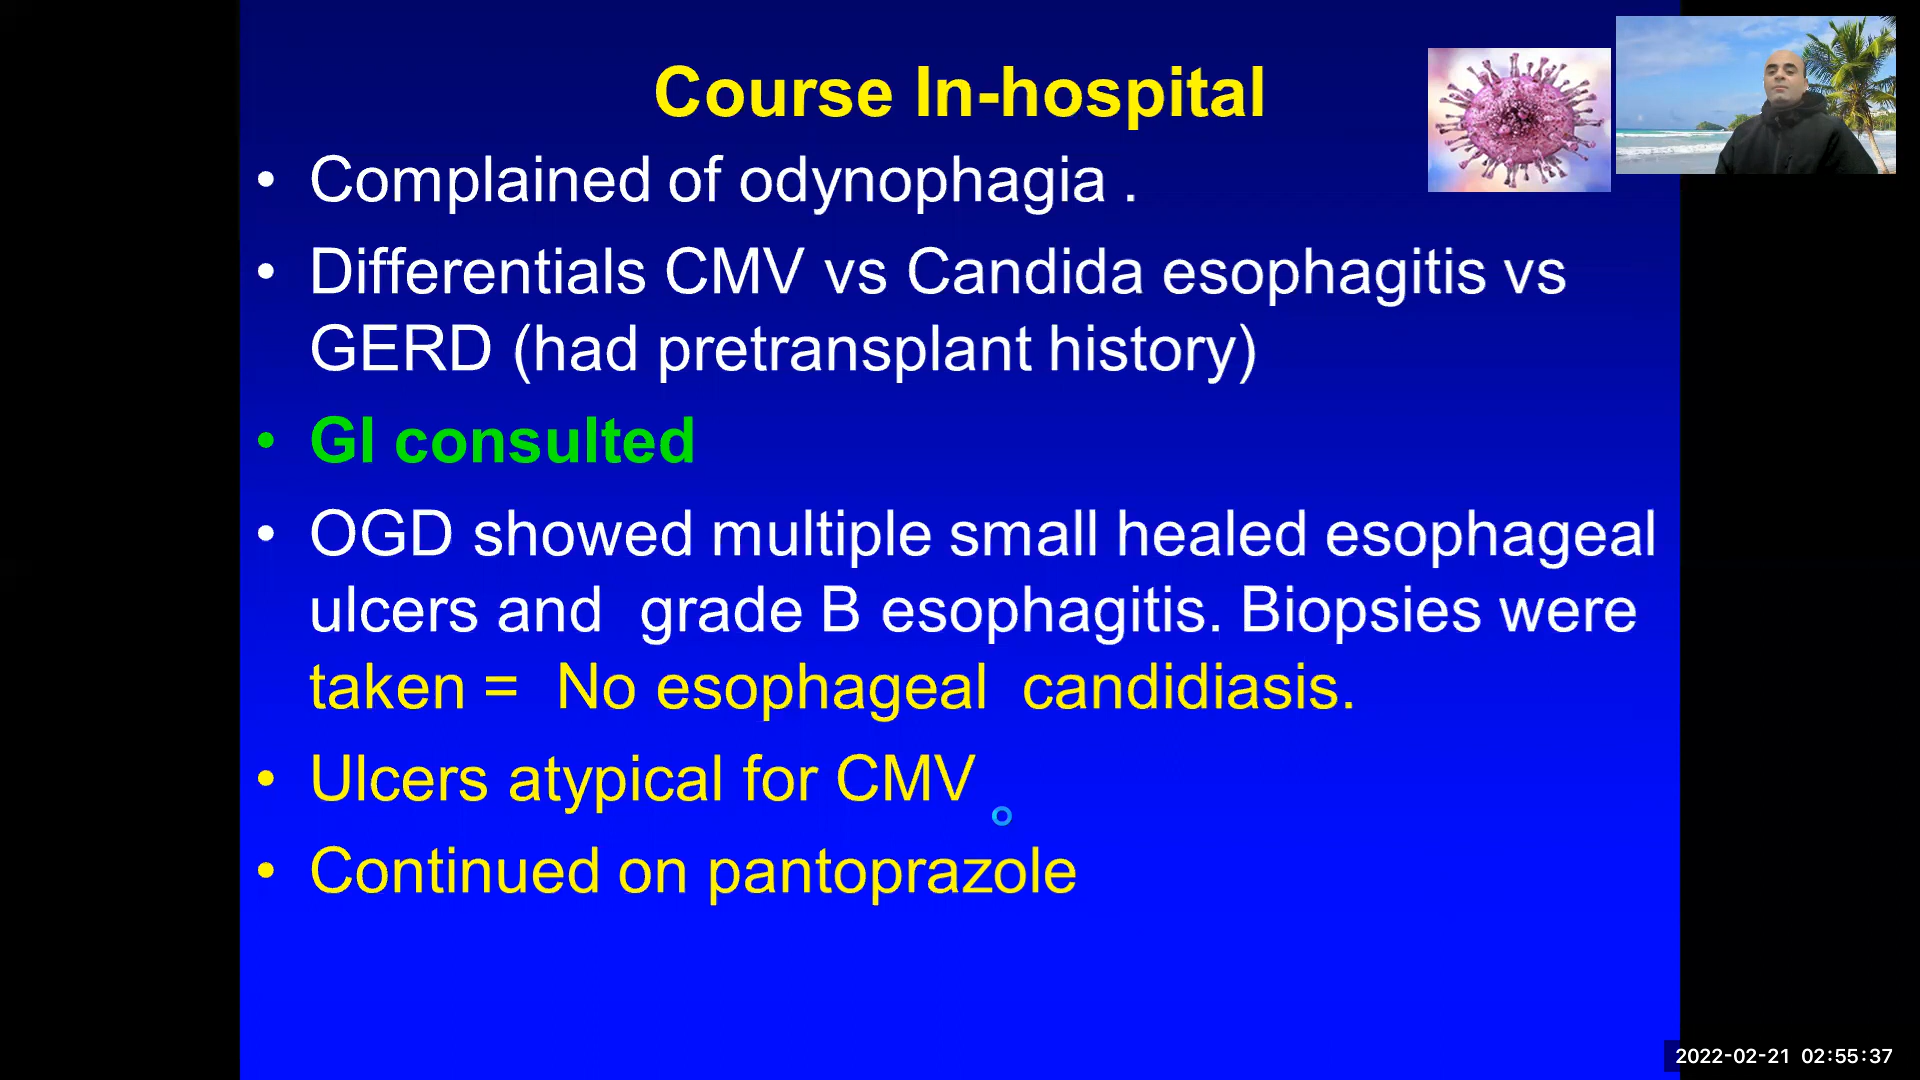 Course In-hospital
• Complained of odynophagia .
• Differentials CMV vs Candida esophagitis vs
GERD (had pretransplant history)
• GI consulted
• OGD showed multiple small healed esophageal
ulcers and  grade B esophagitis. Biopsies were
taken =  No esophageal  candidiasis.
• Ulcers atypical for CMV
• Continued on pantoprazole
2022-02-21 02:55:37